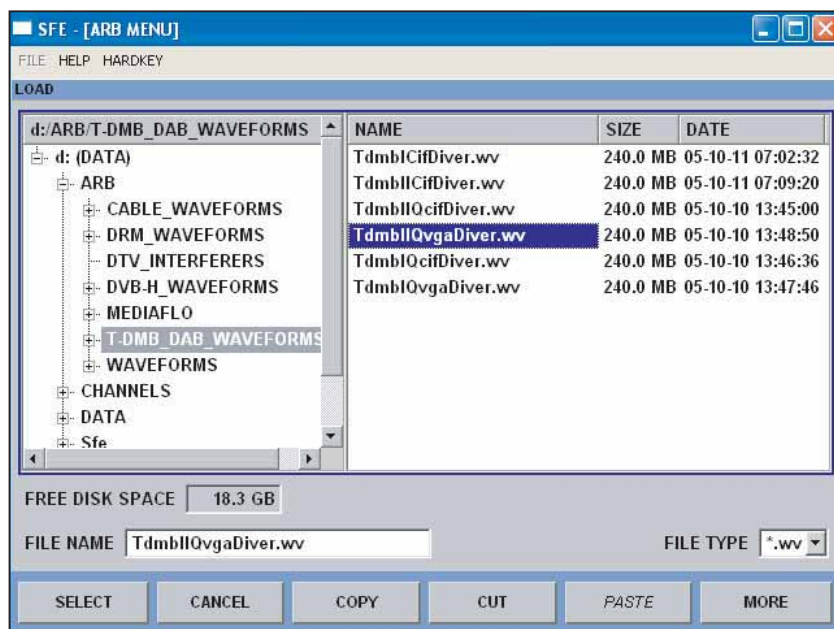 SFE - [ARB MENU]
FILE HELP HARDKEY
LOAD
d:/ARB/T-DMB_DAB_WAVEFORMS
d: (DATA)
ARB
CABLE_WAVEFORMS
DRM_WAVEFORMS
DTV_INTERFERERS
DVB-H_WAVEFORMS
MEDIAFLO
T-DMB_DAB_WAVEFORMS
WAVEFORMS
CHANNELS
DATA
Sfe
NAME SIZE DATE
TdmbICifDiver.wv 240.0 MB 05-10-11 07:02:32
TdmbIICifDiver.wv 240.0 MB 05-10-11 07:09:20
TdmbIIQcifDiver.wv 240.0 MB 05-10-10 13:45:00
TdmbIIQvgaDiver.wv 240.0 MB 05-10-10 13:48:50
TdmbIQcifDiver.wv 240.0 MB 05-10-10 13:46:36
TdmbIQvgaDiver.wv 240.0 MB 05-10-10 13:47:46
FREE DISK SPACE 18.3 GB
FILE NAME TdmbIIQvgaDiver.wv FILE TYPE *.wv
SELECT CANCEL COPY CUT PASTE MORE